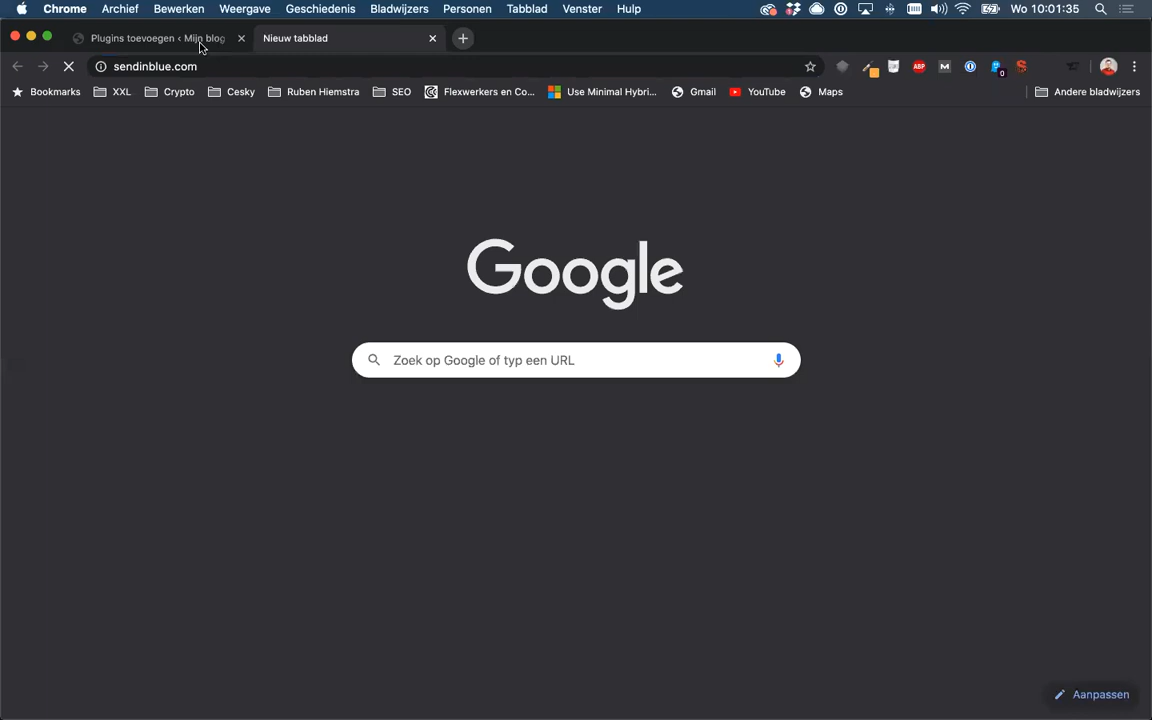 Chrome Archief Bewerken Weergave Geschiedenis Bladwijzers Personen Tabblad Venster Hulp Wo 10:01:35
Plugins toevoegen ‹ Mijn blog Nieuw tabblad
sendinblue.com ABP M 0
Bookmarks XXL Crypto Cesky Ruben Hiemstra SEO Flexwerkers en Co... Use Minimal Hybri... Gmail YouTube Maps Andere bladwijzers
Google
Zoek op Google of typ een URL
Aanpassen